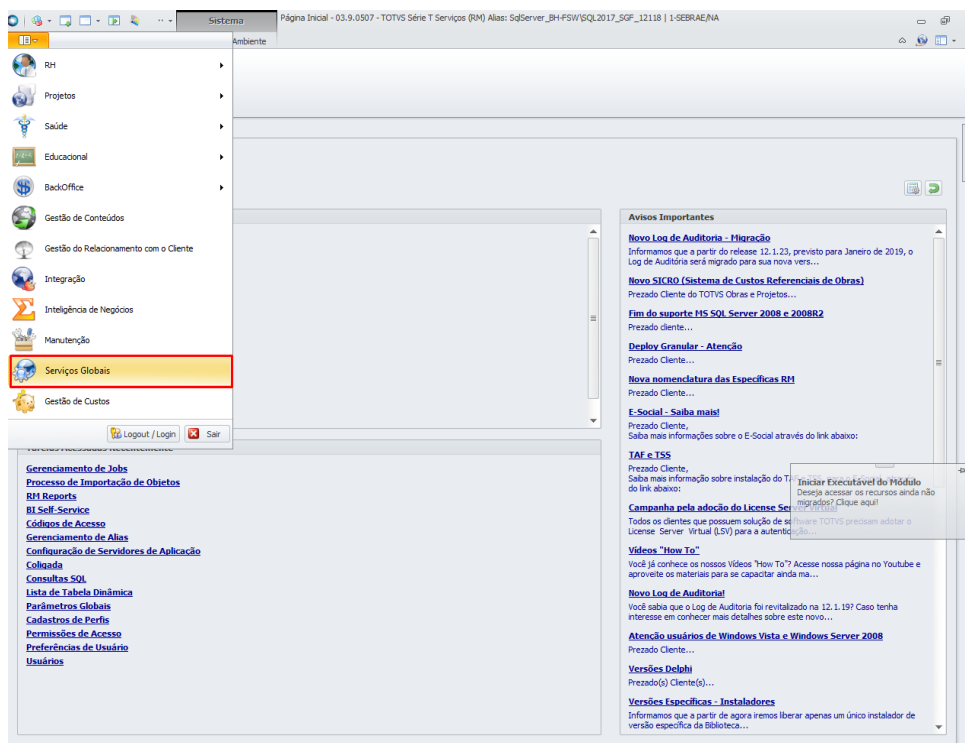 Sistema
Página Inicial - 03.9.0507 - TOTVS Série T Serviços (RM) Alias: SqlServer_BH-FSW\SQL2017_SGF_12118 | 1-SEBRAE/NA
Ambiente
RH
Projetos
Saúde
Educacional
BackOffice
Gestão de Conteúdos
Gestão do Relacionamento com o Cliente
Integração
Inteligência de Negócios
Manutenção
Serviços Globais
Gestão de Custos
Logout / Login
Sair
Tarefas Acessadas Recentemente
Gerenciamento de Jobs
Processo de Importação de Objetos
RM Reports
BI Self-Service
Códigos de Acesso
Gerenciamento de Alias
Configuração de Servidores de Aplicação
Coligada
Consultas SQL
Lista de Tabela Dinâmica
Parâmetros Globais
Cadastros de Perfis
Permissões de Acesso
Preferências de Usuário
Usuários
Avisos Importantes
Novo Log de Auditoria - Migração
Informamos que a partir do release 12.1.23, previsto para Janeiro de 2019, o
Log de Auditória será migrado para sua nova vers...
Novo SICRO (Sistema de Custos Referenciais de Obras)
Prezado Cliente do TOTVS Obras e Projetos...
Fim do suporte MS SQL Server 2008 e 2008R2
Prezado cliente...
Deploy Granular - Atenção
Prezado Cliente...
Nova nomenclatura das Específicas RM
Prezado Cliente...
E-Social - Saiba mais!
Prezado Cliente,
Saiba mais informações sobre o E-Social através do link abaixo:
TAF e TSS
Prezado Cliente,
Saiba mais informação sobre instalação do
do link abaixo:
Campanha pela adoção do License Server Virtual
Todos os clientes que possuem solução de software TOTVS precisam adotar o
License Server Virtual (LSV) para a autenticação...
Vídeos "How To"
Você já conhece os nossos Vídeos "How To"? Acesse nossa página no Youtube e
aproveite os materiais para se capacitar ainda ma...
Novo Log de Auditoria!
Você sabia que o Log de Auditoria foi revitalizado na 12.1.19? Caso tenha
interesse em conhecer mais detalhes sobre este novo...
Atenção usuários de Windows Vista e Windows Server 2008
Prezado Cliente...
Versões Delphi
Prezado(s) Cliente(s)...
Versões Específicas - Instaladores
Informamos que a partir de agora iremos liberar apenas um único instalador de
versão específica da Biblioteca...
Iniciar Executável do Módulo
Deseja acessar os recursos ainda não
migrados? Clique aqui!